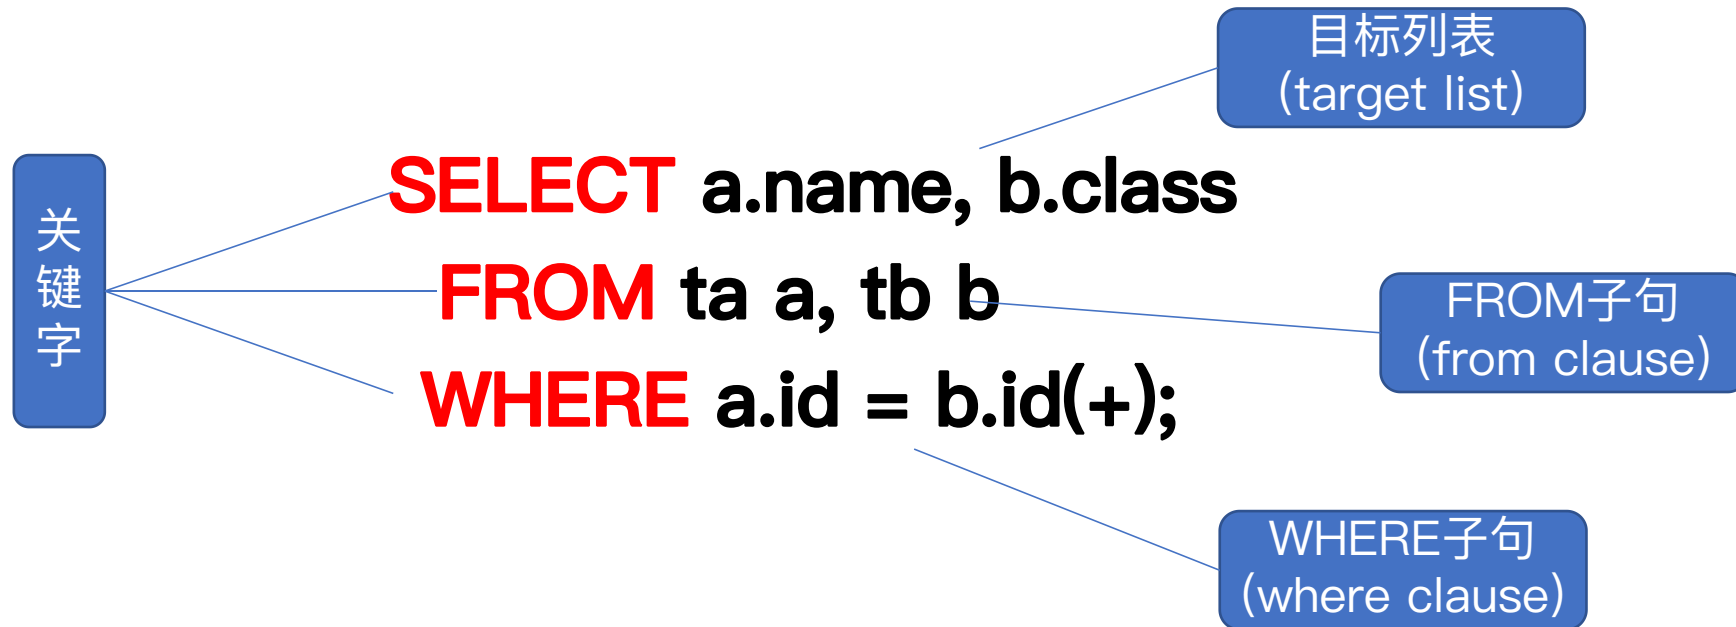 目标列表
(target list)
关
键
字
SELECT a.name, b.class
FROM ta a, tb b
WHERE a.id = b.id(+);
FROM子句
(from clause)
WHERE子句
(where clause)